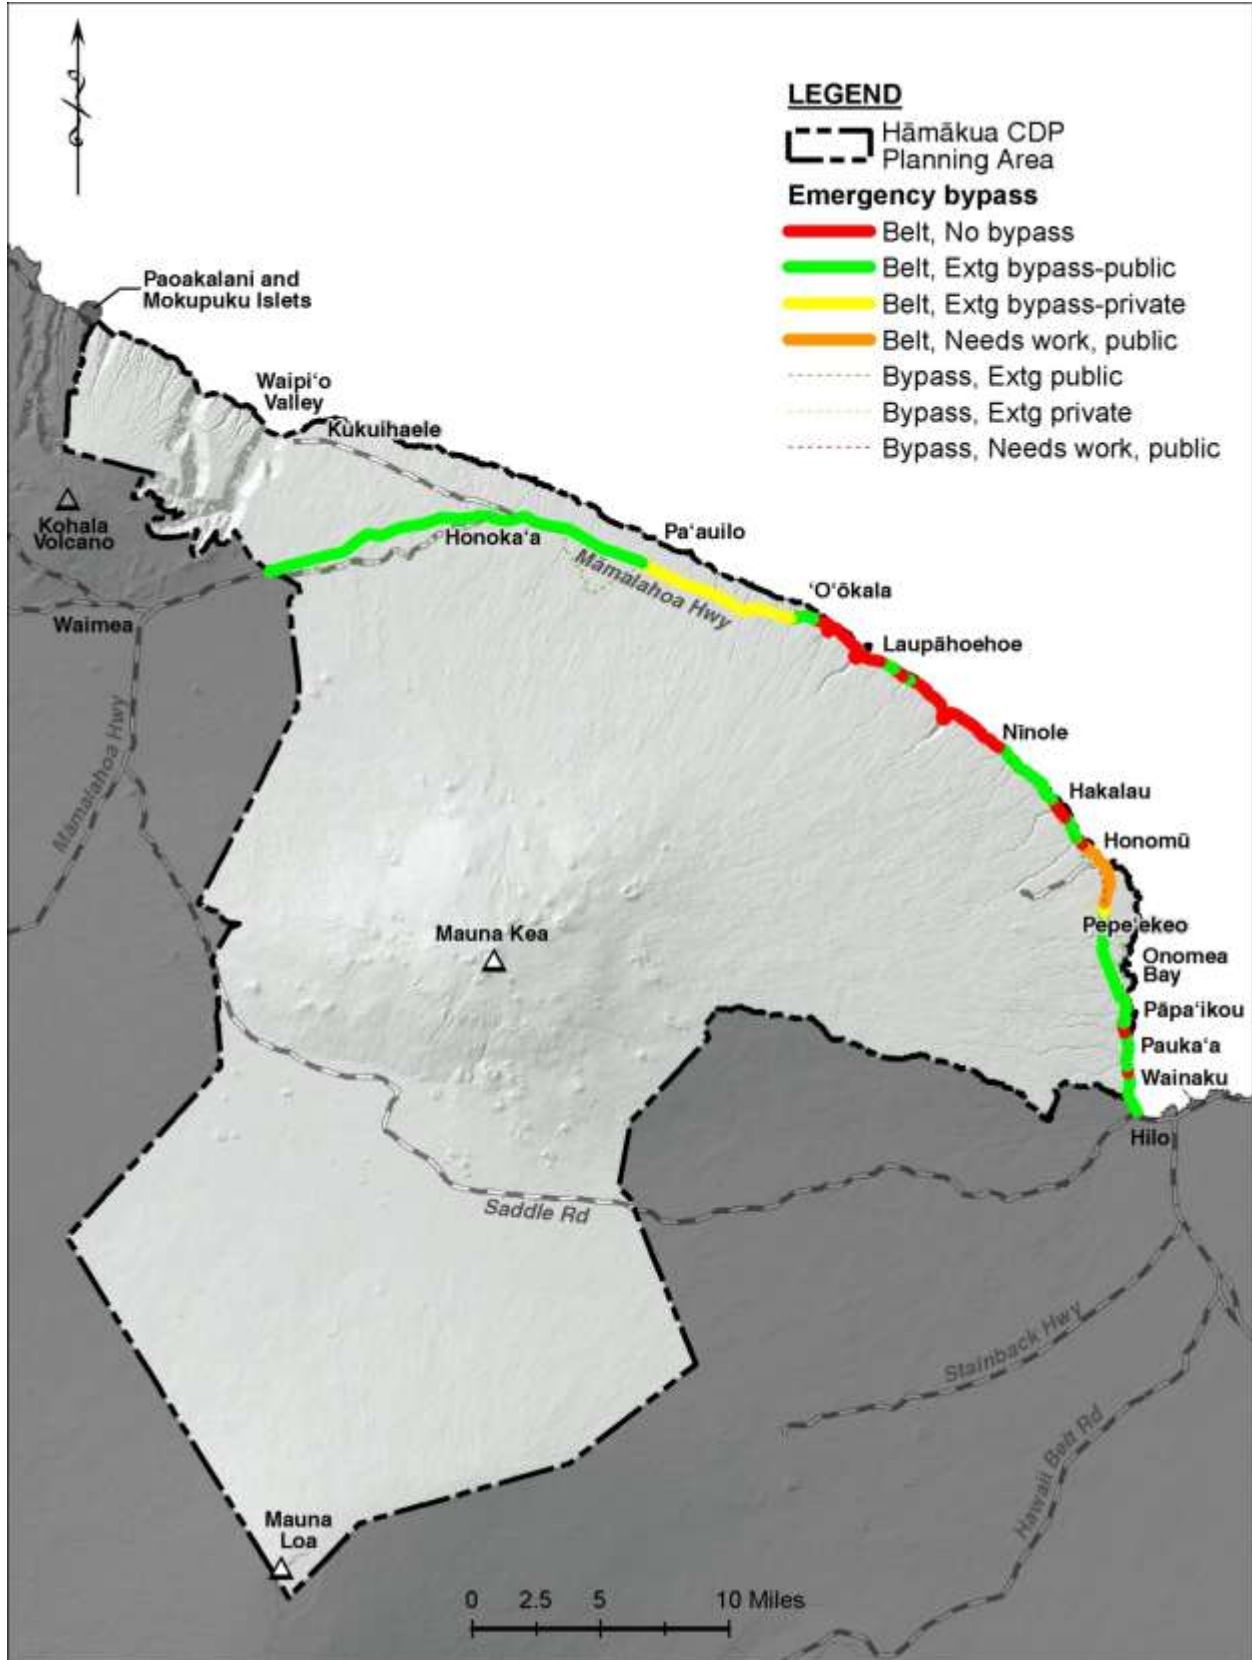 LEGEND
Hāmākua CDP
Planning Area
Emergency bypass
Belt, No bypass
Belt, Extg bypass-public
Belt, Extg bypass-private
Belt, Needs work, public
Bypass, Extg public
Bypass, Extg private
Bypass, Needs work, public
Paoakalani and
Mokupuku Islets
Waipi‘o
Valley
Kūkuihaele
Kohala
Volcano
Honoka‘a
Pa‘auilo
Māmalahoa Hwy
‘O‘ōkala
Waimea
Laupāhoehoe
Māmalahoa Hwy
Nīnole
Hakalau
Honomū
Mauna Kea
Pepe‘ekeo
Onomea
Bay
Pāpa‘ikou
Pauka‘a
Wainaku
Hilo
Saddle Rd
Stainback Hwy
Hawaii Belt Rd
Mauna
Loa
0 2.5 5 10 Miles